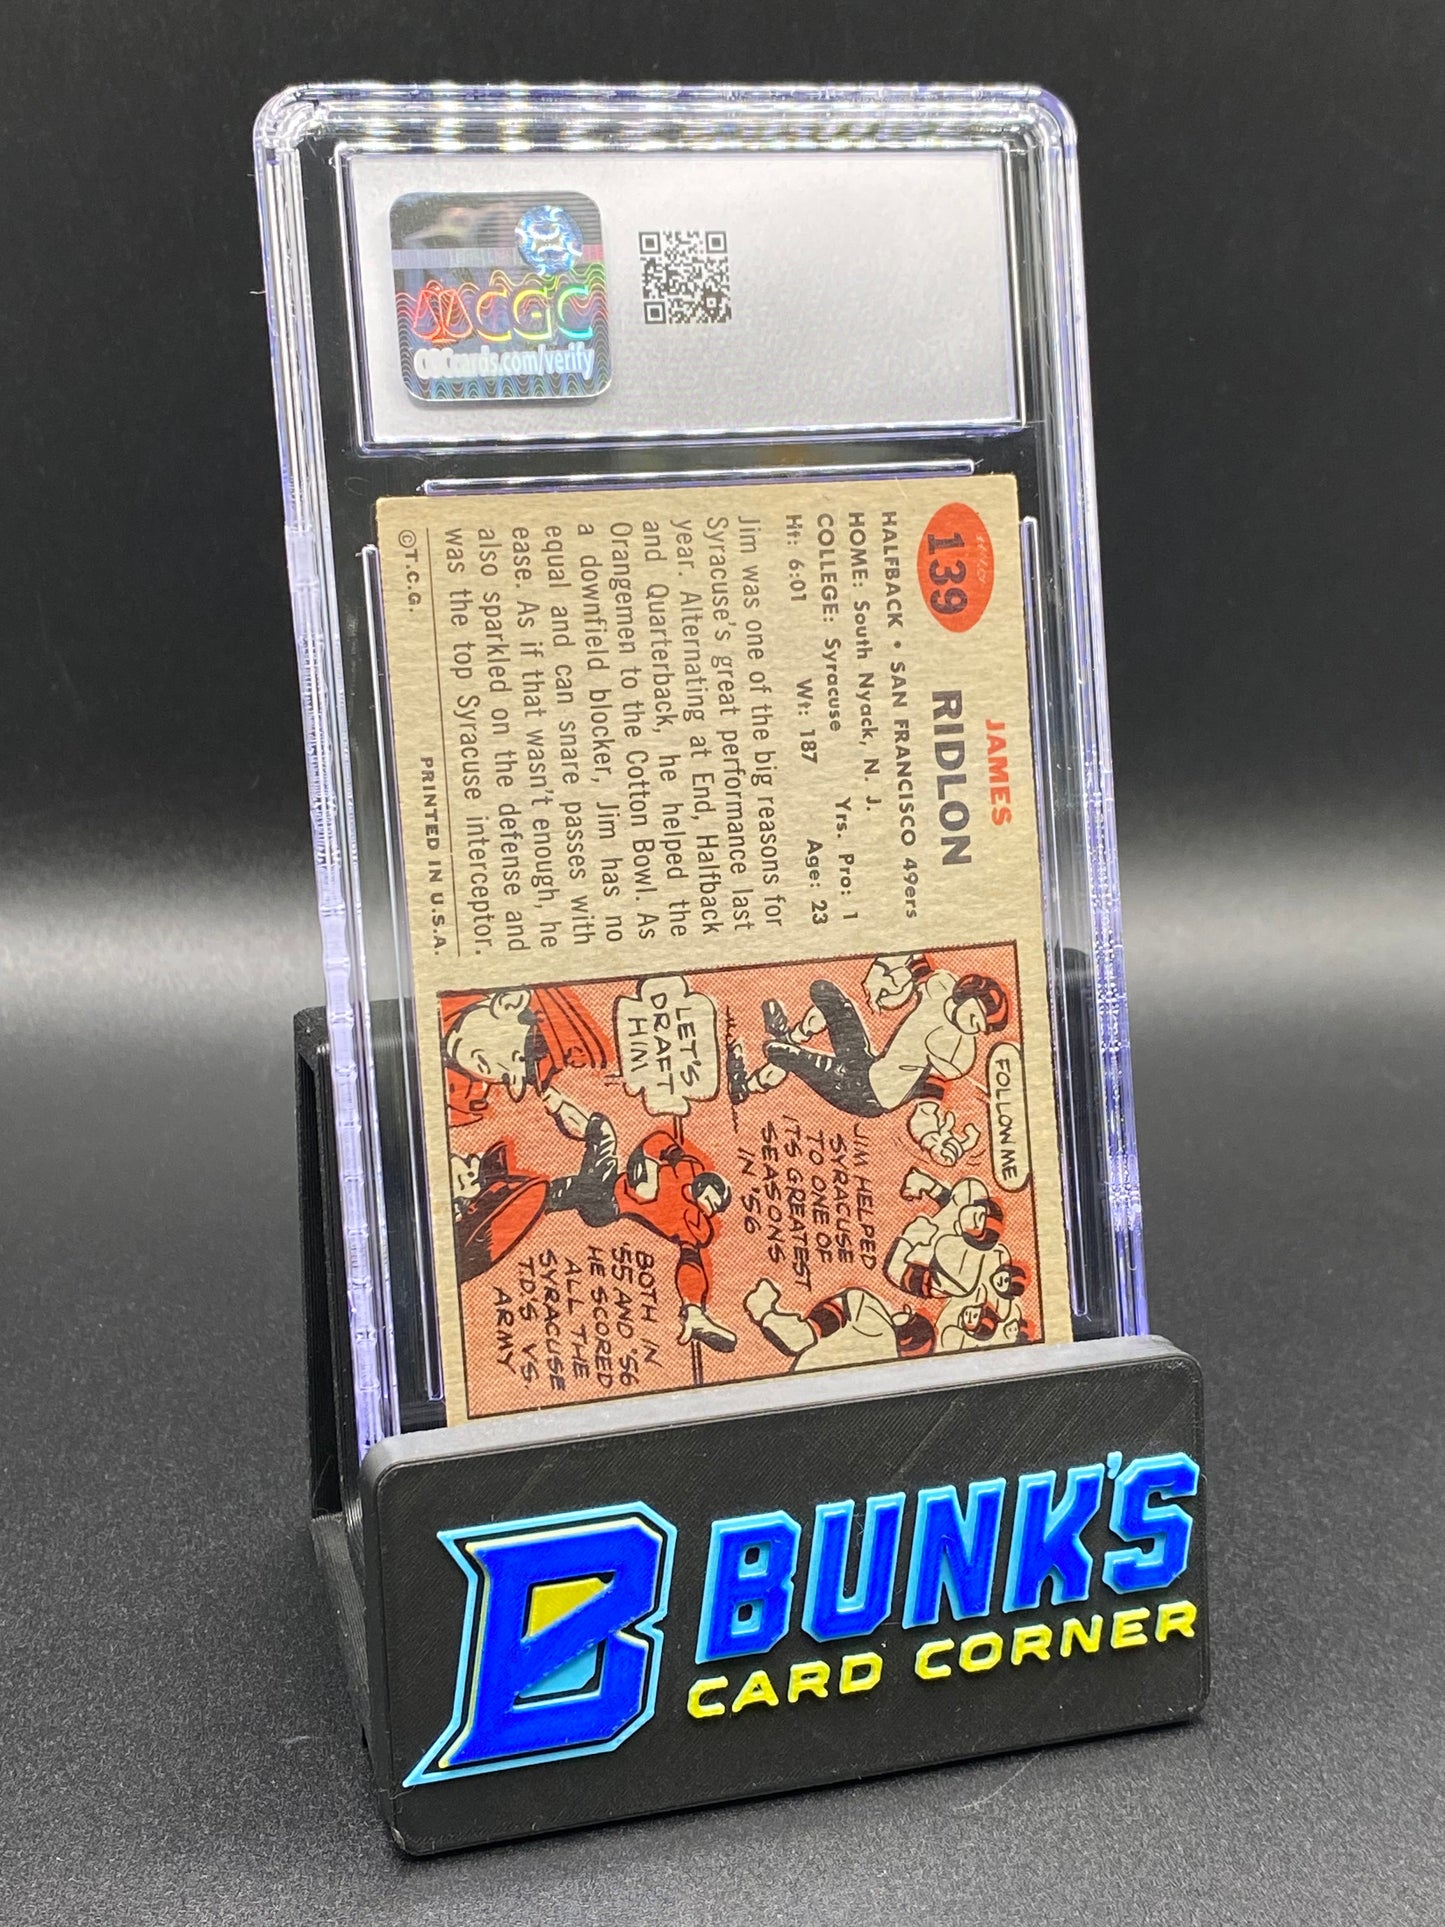 CGC
CGCcards.com/verify
139
JAMES
RIDLON
HALFBACK • SAN FRANCISCO 49ers
HOME: South Nyack, N. J. Yrs. Pro: 1
COLLEGE: Syracuse Age: 23
Ht: 6:01 Wt: 187
Jim was one of the big reasons for
Syracuse's great performance last
year. Alternating at End, Halfback
and Quarterback, he helped the
Orangemen to the Cotton Bowl. As
a downfield blocker, Jim has no
equal and can snare passes with
ease. As if that wasn't enough, he
also sparkled on the defense and
was the top Syracuse interceptor.
©T.C.G. PRINTED IN U.S.A.
FOLLOW ME
JIM HELPED
SYRACUSE
TO ONE OF
ITS GREATEST
SEASONS
IN '56
LET'S
DRAFT
HIM
BOTH IN
'55 AND '56
HE SCORED
ALL THE
SYRACUSE
T.D.'S VS.
ARMY
B BUNK'S
CARD CORNER